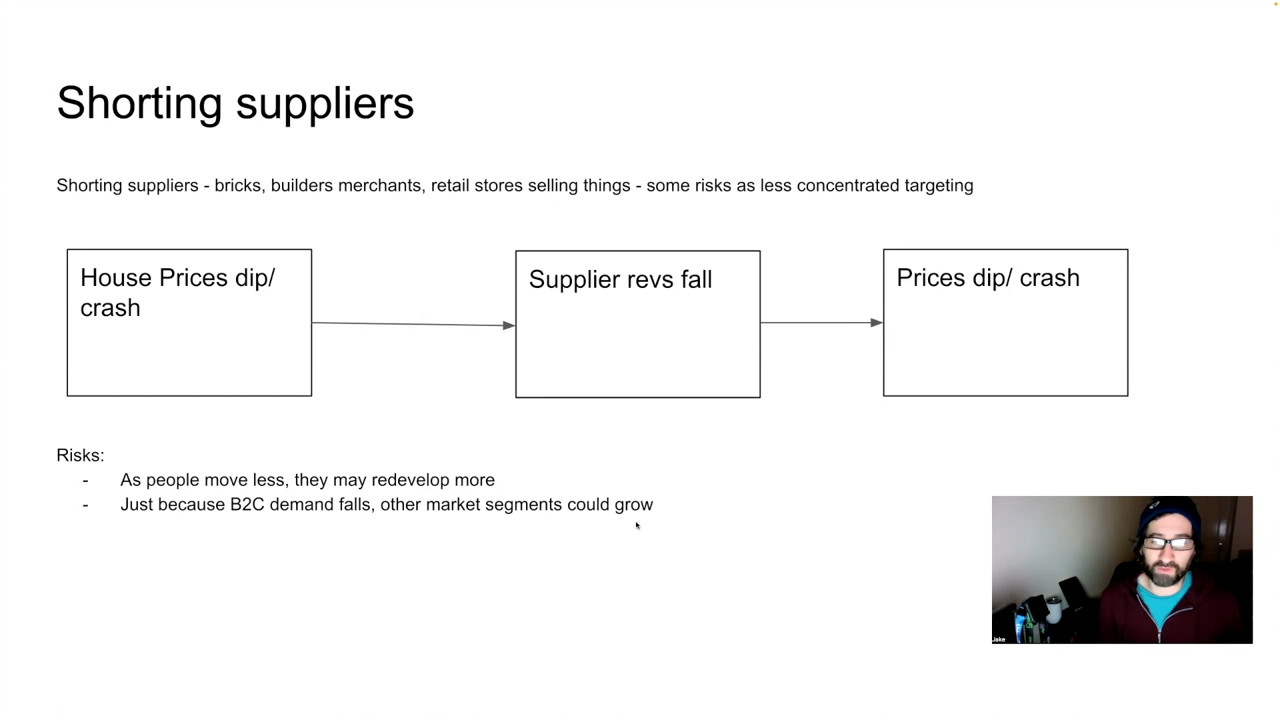 Shorting suppliers
Shorting suppliers - bricks, builders merchants, retail stores selling things - some risks as less concentrated targeting
House Prices dip/
crash
Supplier revs fall
Prices dip/ crash
Risks:
- As people move less, they may redevelop more
- Just because B2C demand falls, other market segments could grow
Jake